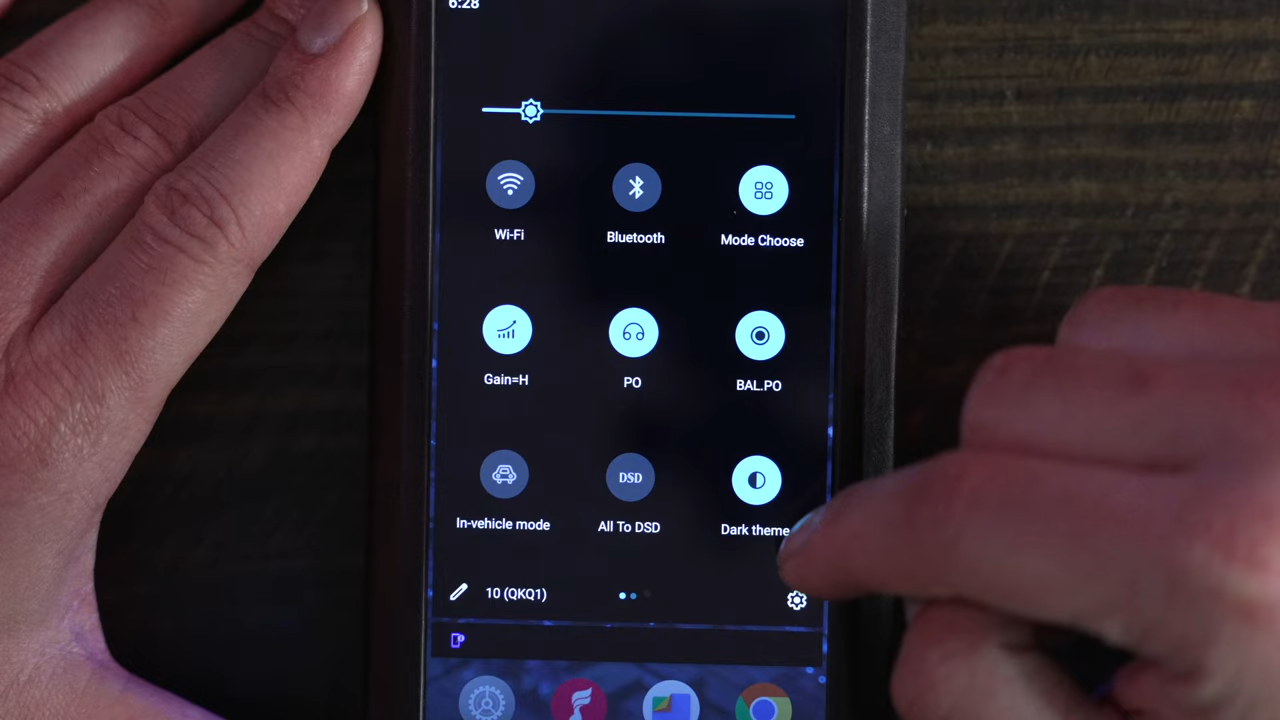 6:28
Wi-Fi
Bluetooth
Mode Choose
Gain=H
PO
BAL.PO
DSD
In-vehicle mode
All To DSD
Dark theme
10 (QKQ1)